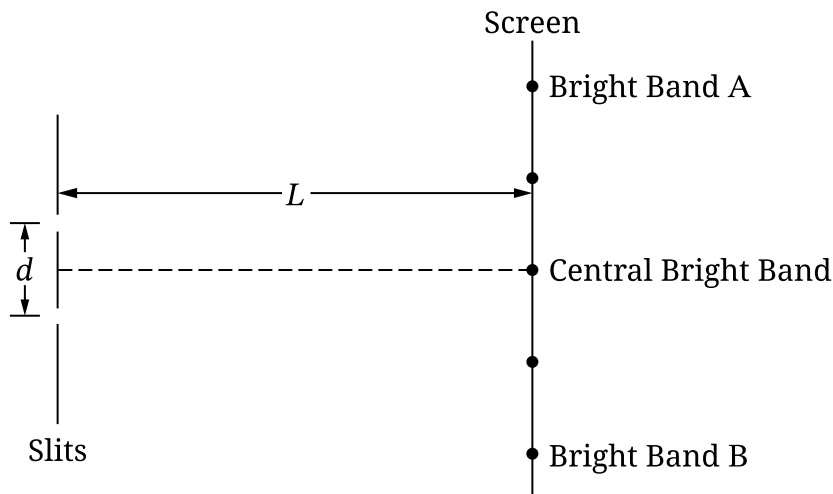 Screen
Bright Band A
L
d
Central Bright Band
Slits
Bright Band B